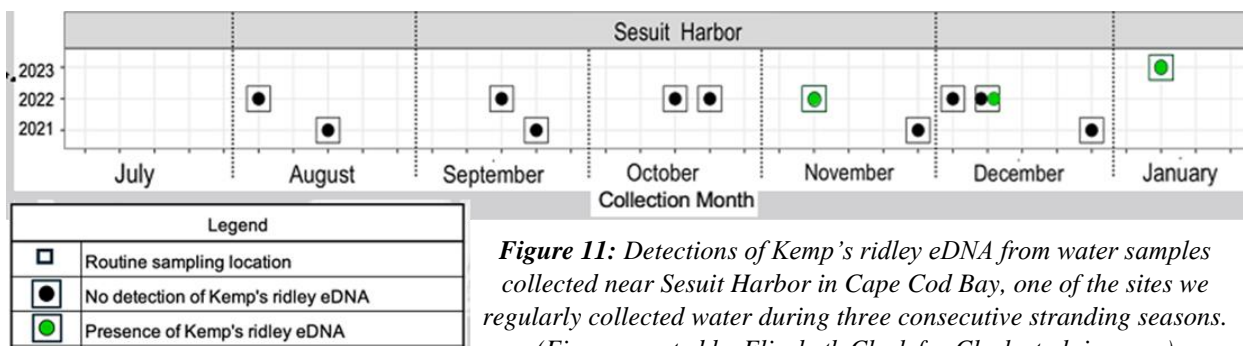 Sesuit Harbor
2023
2022
2021
July August September October November December January
Collection Month
Legend
Routine sampling location
No detection of Kemp's ridley eDNA
Presence of Kemp's ridley eDNA
Figure 11: Detections of Kemp's ridley eDNA from water samples
collected near Sesuit Harbor in Cape Cod Bay, one of the sites we
regularly collected water during three consecutive stranding seasons.